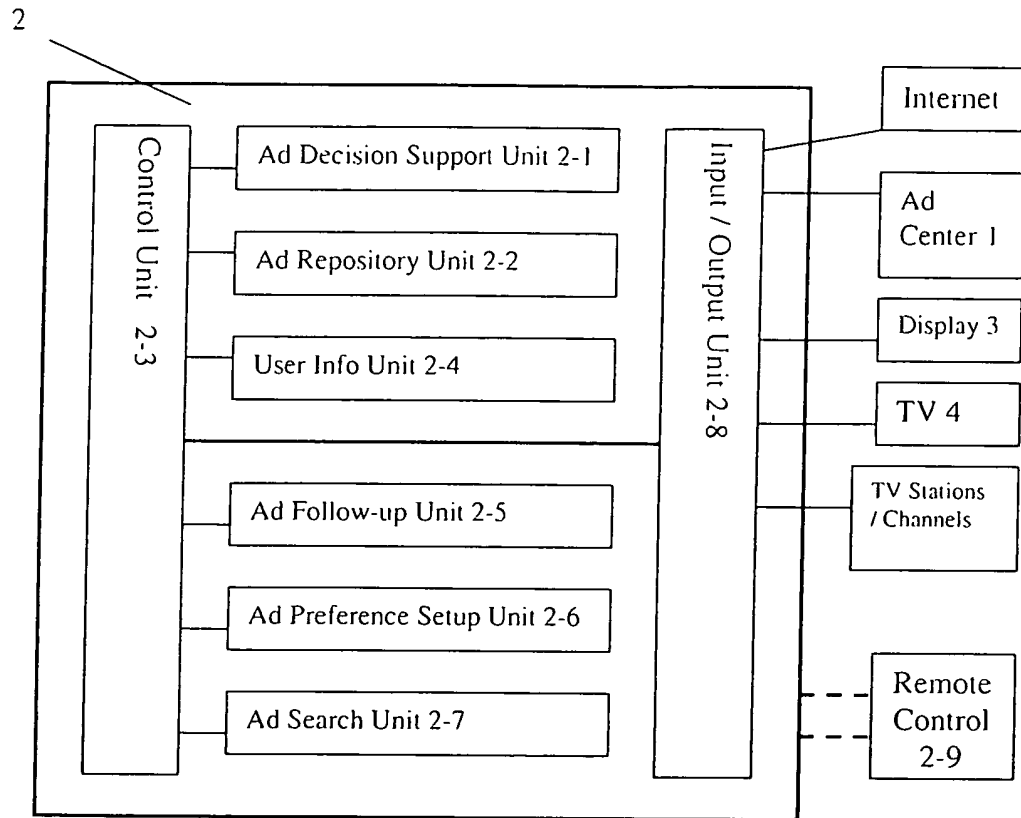 2
Control Unit 2-3
Ad Decision Support Unit 2-1
Ad Repository Unit 2-2
User Info Unit 2-4
Ad Follow-up Unit 2-5
Ad Preference Setup Unit 2-6
Ad Search Unit 2-7
Input / Output Unit 2-8
Internet
Ad
Center 1
Display 3
TV 4
TV Stations
/ Channels
Remote
Control
2-9